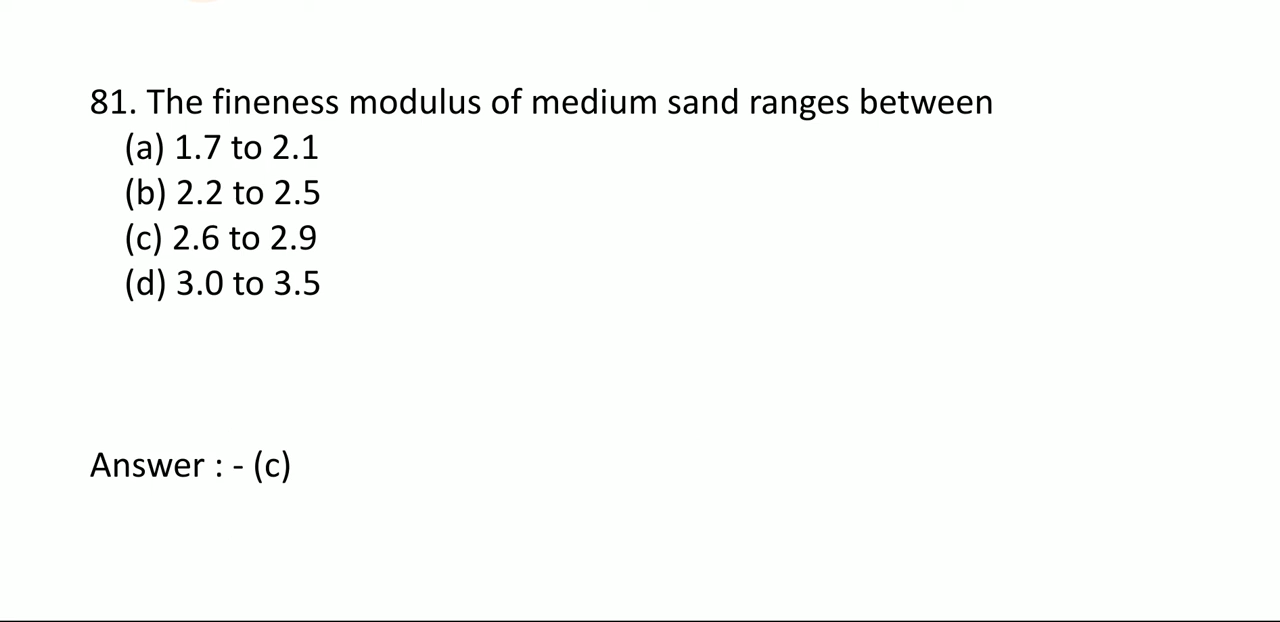 81. The fineness modulus of medium sand ranges between
(a) 1.7 to 2.1
(b) 2.2 to 2.5
(c) 2.6 to 2.9
(d) 3.0 to 3.5
Answer : - (c)